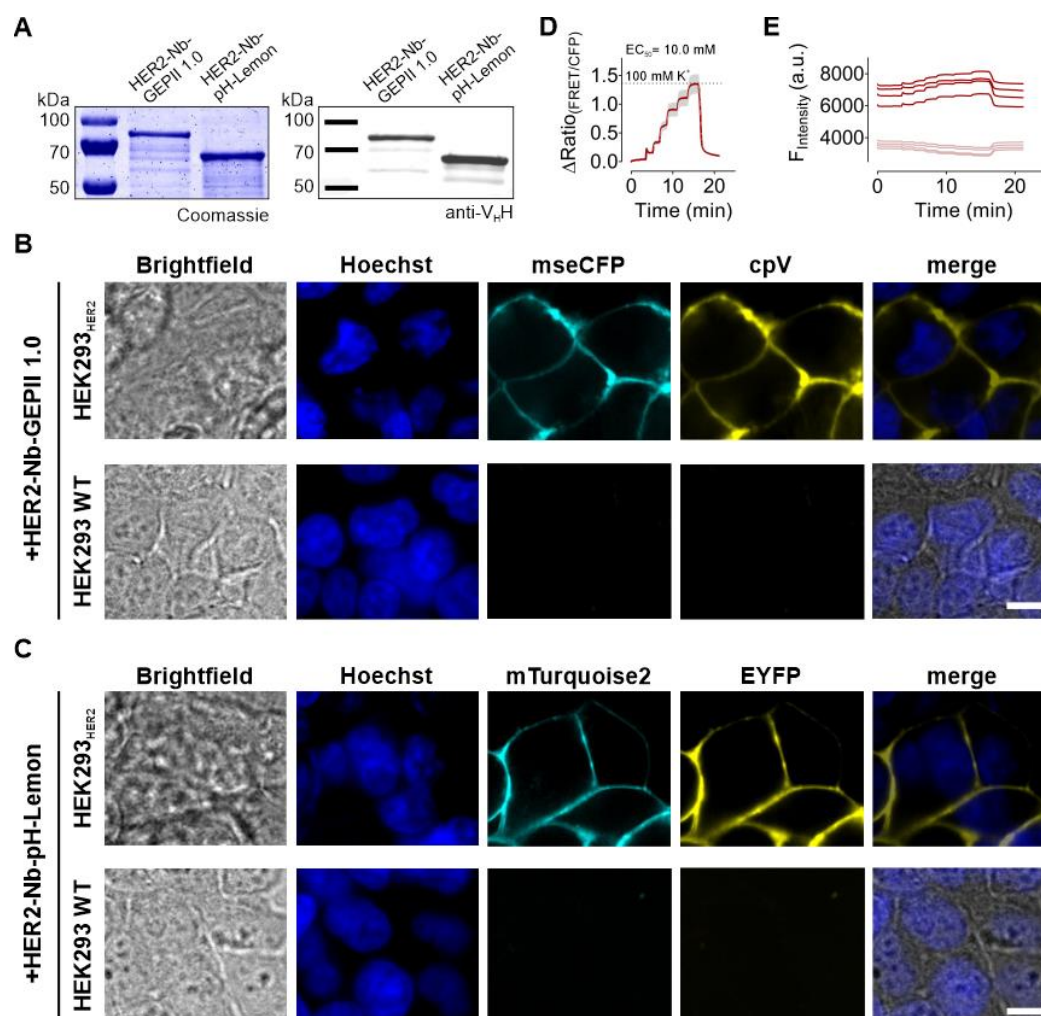 A
HER2-Nb-
GEPII 1.0
HER2-Nb-
pH-Lemon
kDa
100
70
50
Coomassie
HER2-Nb-
GEPII 1.0
HER2-Nb-
pH-Lemon
kDa
100
70
50
anti-VHH
D
EC50= 10.0 mM
100 mM K+
ΔRatio(FRET/CFP)
1.5
1.0
0.5
0.0
0 10 20
Time (min)
E
FIntensity (a.u.)
8000
6000
4000
0 10 20
Time (min)
B
Brightfield Hoechst mseCFP cpV merge
+HER2-Nb-GEPII 1.0
HEK293HER2
HEK293 WT
C
Brightfield Hoechst mTurquoise2 EYFP merge
+HER2-Nb-pH-Lemon
HEK293HER2
HEK293 WT